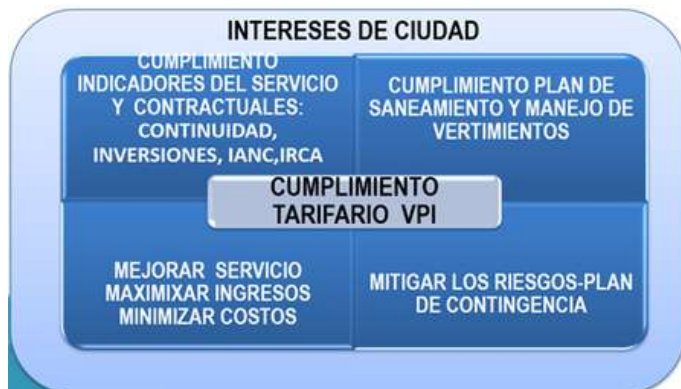 INTERESES DE CIUDAD
CUMPLIMIENTO
INDICADORES DEL SERVICIO
Y CONTRACTUALES:
CONTINUIDAD,
INVERSIONES, IANC,IRCA
CUMPLIMIENTO PLAN DE
SANEAMIENTO Y MANEJO DE
VERTIMIENTOS
CUMPLIMIENTO
TARIFARIO VPI
MEJORAR SERVICIO
MAXIMIXAR INGRESOS
MINIMIZAR COSTOS
MITIGAR LOS RIESGOS-PLAN
DE CONTINGENCIA